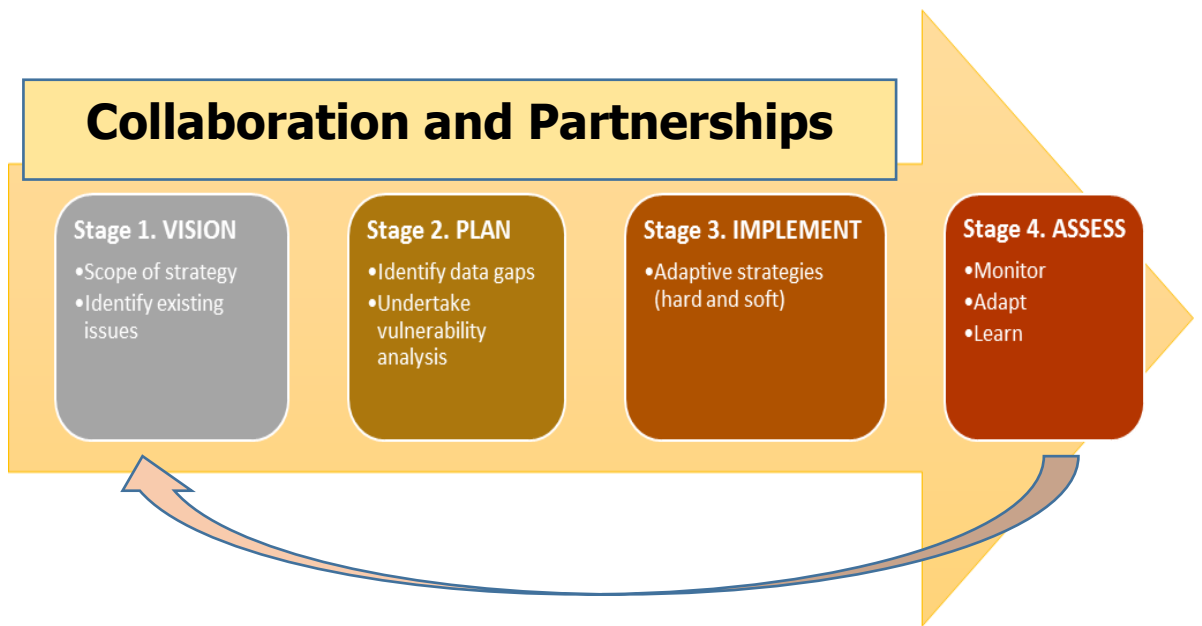 Collaboration and Partnerships
Stage 1. VISION
•Scope of strategy
•Identify existing
issues
Stage 2. PLAN
•Identify data gaps
•Undertake
vulnerability
analysis
Stage 3. IMPLEMENT
•Adaptive strategies
(hard and soft)
Stage 4. ASSESS
•Monitor
•Adapt
•Learn